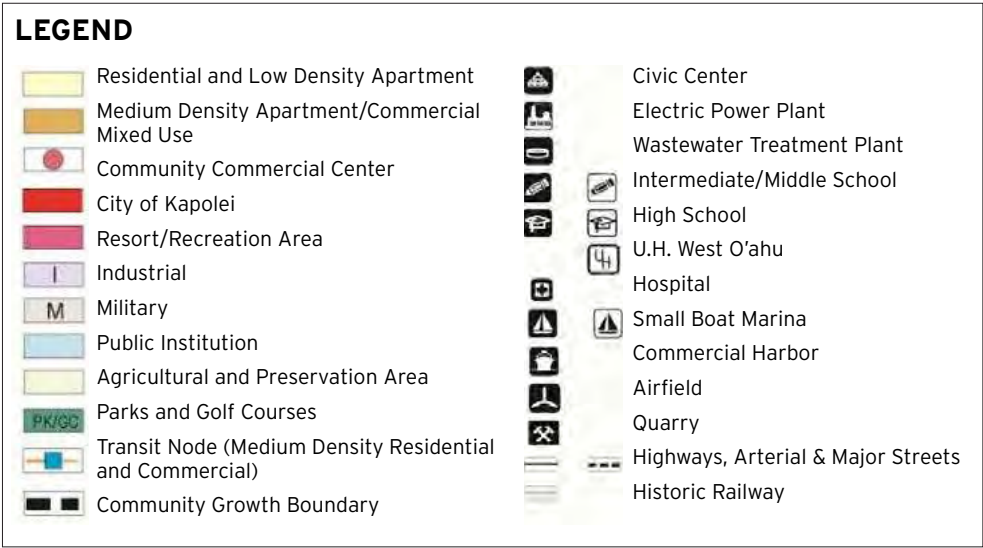 LEGEND
Residential and Low Density Apartment
Medium Density Apartment/Commercial
Mixed Use
Community Commercial Center
City of Kapolei
Resort/Recreation Area
I Industrial
M Military
Public Institution
Agricultural and Preservation Area
PK/GC Parks and Golf Courses
Transit Node (Medium Density Residential
and Commercial)
Community Growth Boundary
Civic Center
Electric Power Plant
Wastewater Treatment Plant
Intermediate/Middle School
High School
UH U.H. West O'ahu
Hospital
Small Boat Marina
Commercial Harbor
Airfield
Quarry
Highways, Arterial & Major Streets
Historic Railway